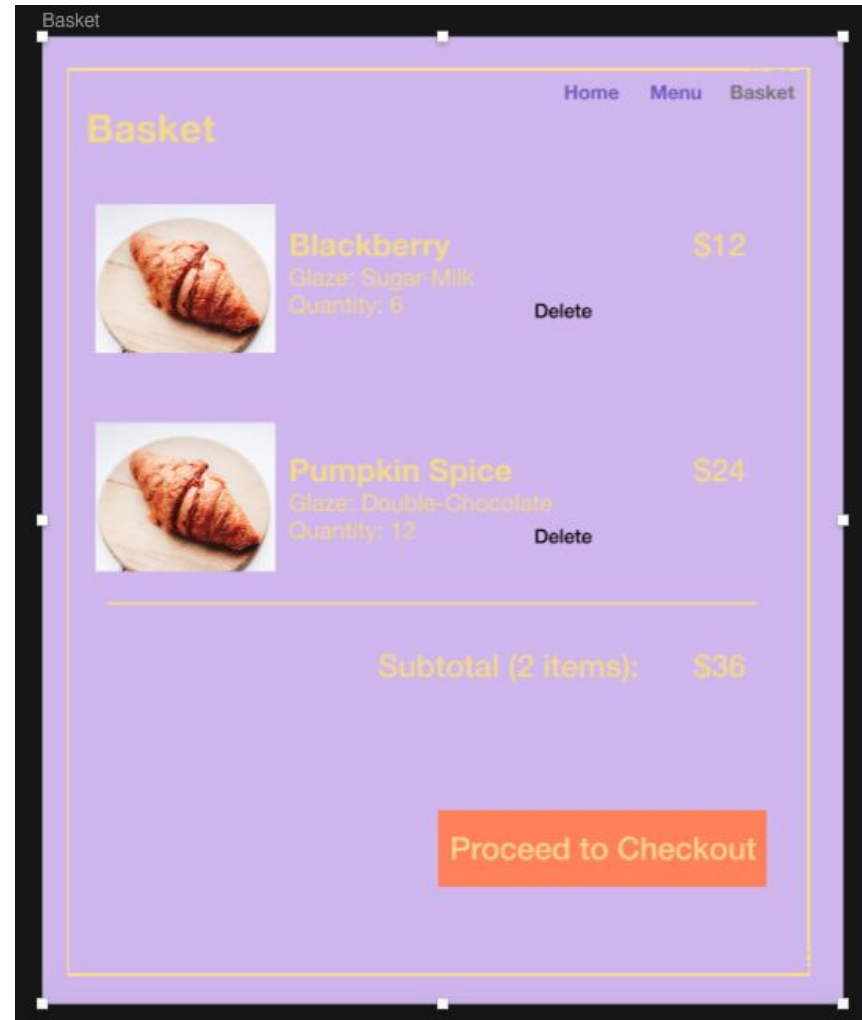 Basket
Home Menu Basket
Basket
Blackberry $12
Glaze: Sugar-Milk
Quantity: 6 Delete
Pumpkin Spice $24
Glaze: Double-Chocolate
Quantity: 12 Delete
Subtotal (2 items): $36
Proceed to Checkout